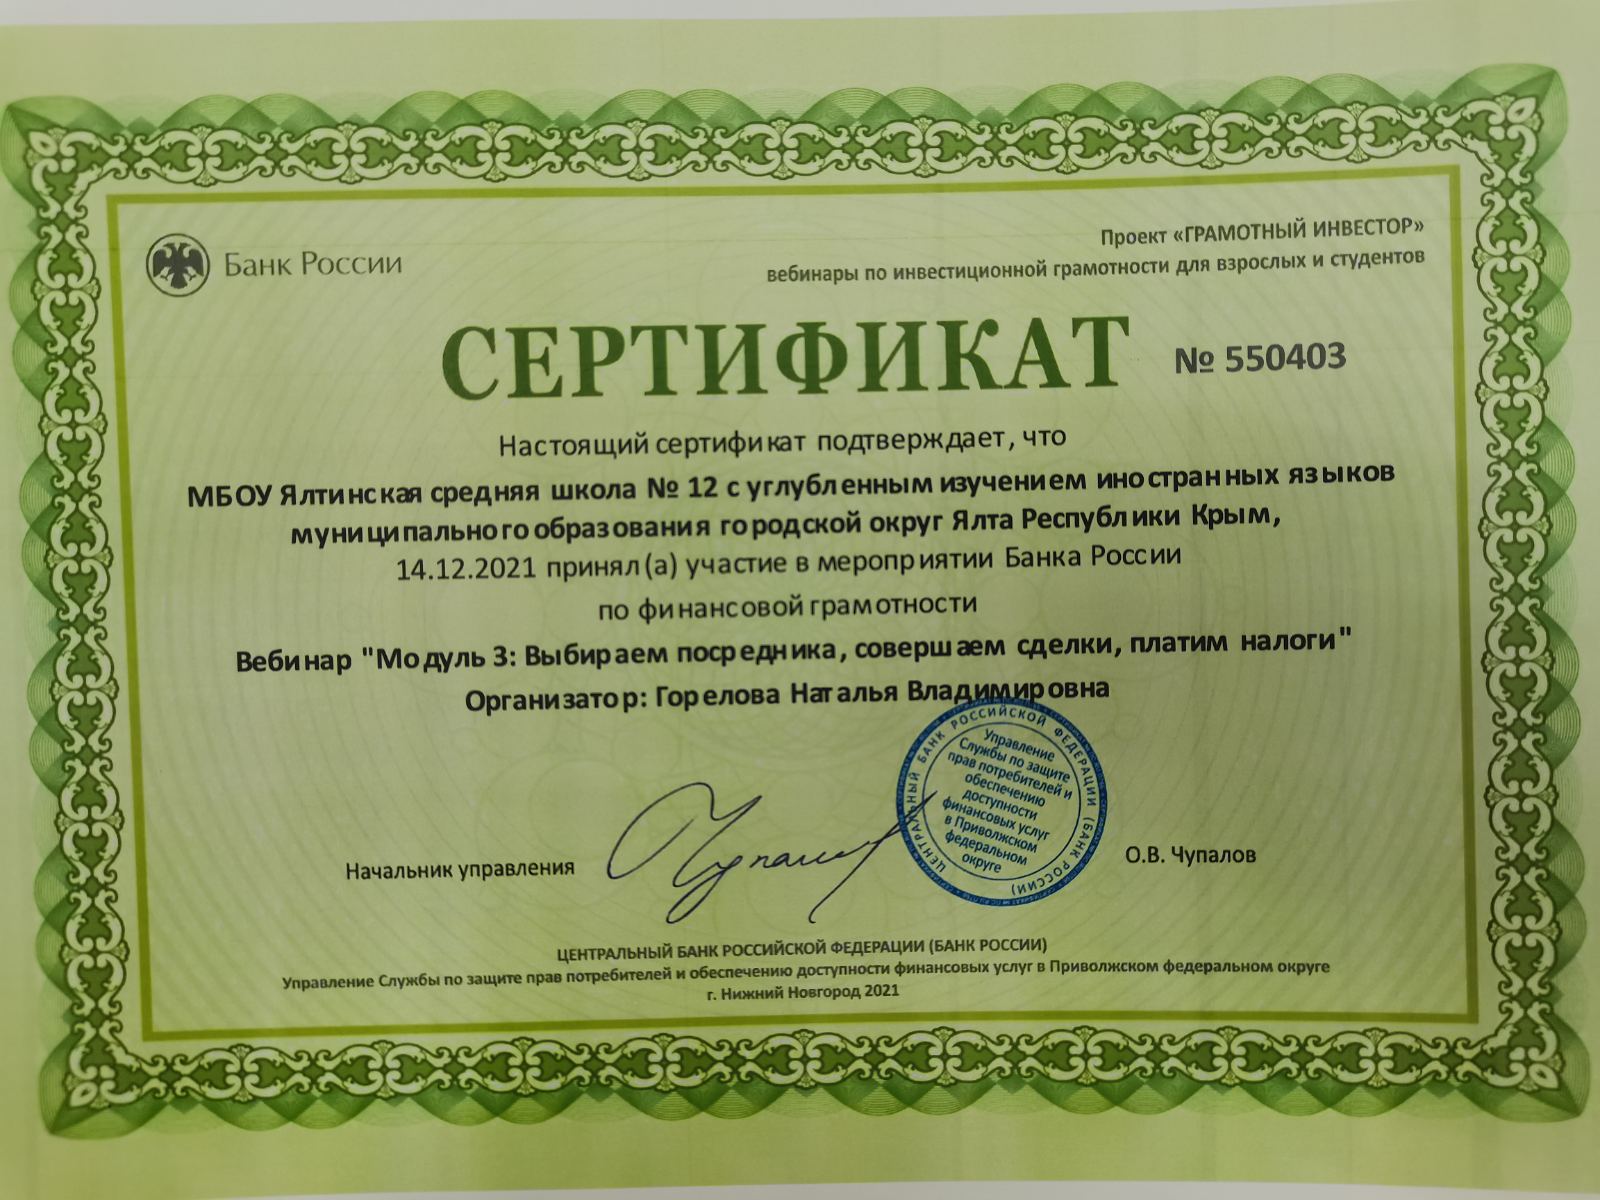 Банк России
Проект «ГРАМОТНЫЙ ИНВЕСТОР»
вебинары по инвестиционной грамотности для взрослых и студентов
СЕРТИФИКАТ № 550403
Настоящий сертификат подтверждает, что
МБОУ Ялтинская средняя школа № 12 с углубленным изучением иностранных языков
муниципального образования городской округ Ялта Республики Крым,
14.12.2021 принял(а) участие в мероприятии Банка России
по финансовой грамотности
Вебинар "Модуль 3: Выбираем посредника, совершаем сделки, платим налоги"
Организатор: Горелова Наталья Владимировна
ЦЕНТРАЛЬНЫЙ БАНК РОССИЙСКОЙ ФЕДЕРАЦИИ (БАНК РОССИИ)
Управление
Службы по защите
прав потребителей и
обеспечению
доступности
финансовых услуг
в Приволжском
федеральном
округе
Начальник управления
О.В. Чупалов
ЦЕНТРАЛЬНЫЙ БАНК РОССИЙСКОЙ ФЕДЕРАЦИИ (БАНК РОССИИ)
Управление Службы по защите прав потребителей и обеспечению доступности финансовых услуг в Приволжском федеральном округе
г. Нижний Новгород 2021